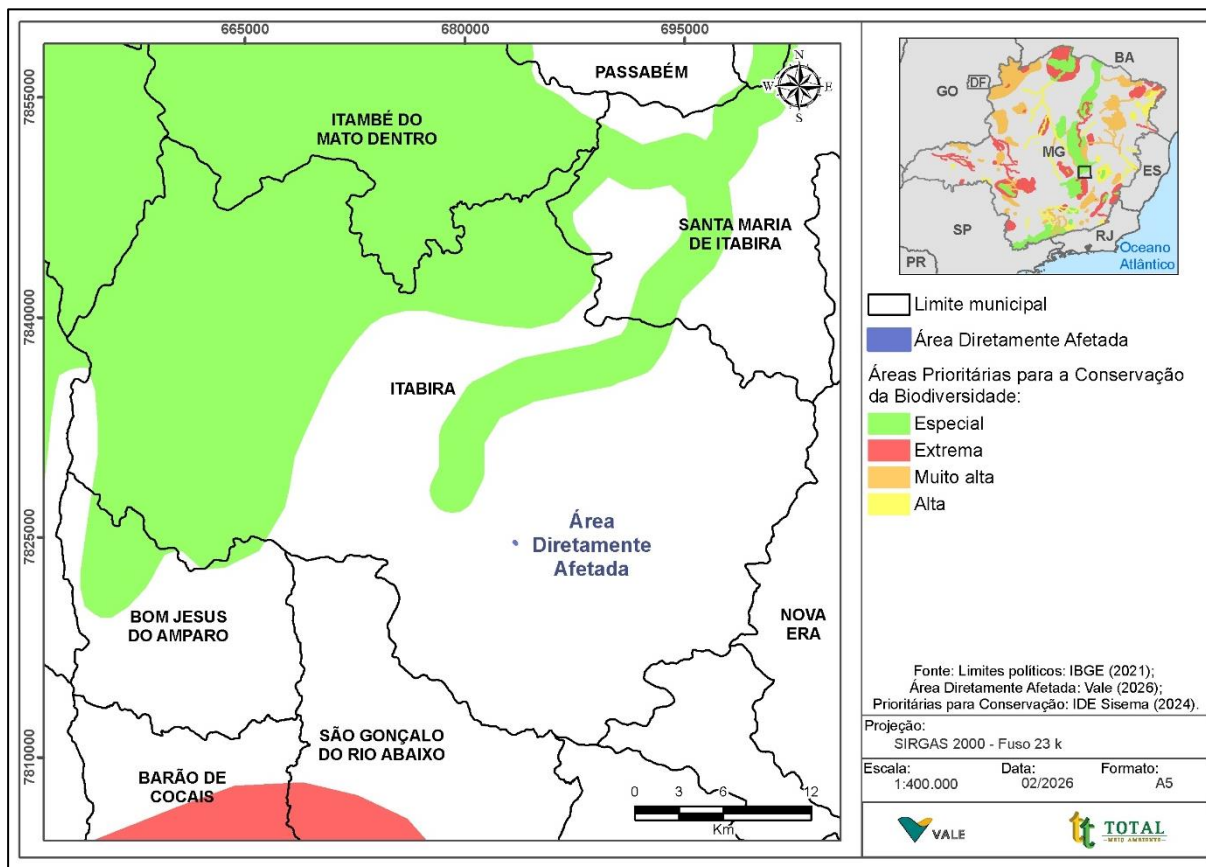 665000
680000
695000
7855000
7840000
7825000
7810000
PASSABÉM
N
W
E
S
ITAMBÉ DO
MATO DENTRO
SANTA MARIA
DE ITABIRA
ITABIRA
Área
Diretamente
Afetada
BOM JESUS
DO AMPARO
NOVA
ERA
SÃO GONÇALO
DO RIO ABAIXO
BARÃO DE
COCAIS
0 3 6 12
Km
BA
GO
DF
MG
ES
SP
RJ
PR
Oceano
Atlântico
Limite municipal
Área Diretamente Afetada
Áreas Prioritárias para a Conservação
da Biodiversidade:
Especial
Extrema
Muito alta
Alta
Fonte: Limites políticos: IBGE (2021);
Área Diretamente Afetada: Vale (2026);
Prioritárias para Conservação: IDE Sisema (2024).
Projeção:
SIRGAS 2000 - Fuso 23 k
Escala:
1:400.000
Data:
02/2026
Formato:
A5
VALE
tt TOTAL
MEIO AMBIENTE